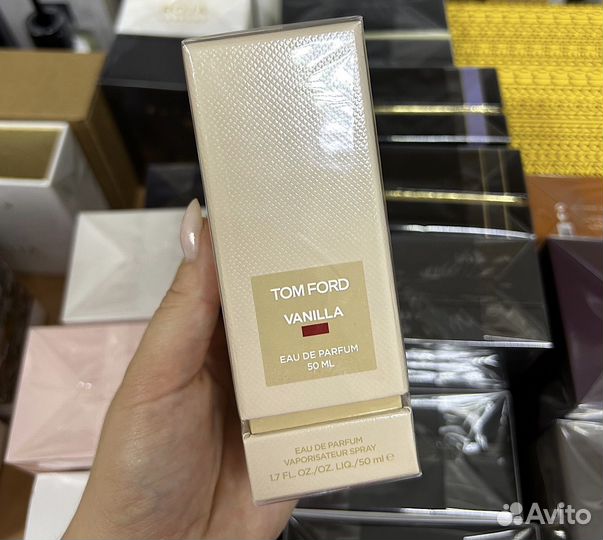 TOM FORD
VANILLA
EAU DE PARFUM
50 ML
EAU DE PARFUM
VAPORISATEUR SPRAY
1.7 FL. OZ./OZ. LIQ./50 ml ℮
Avito